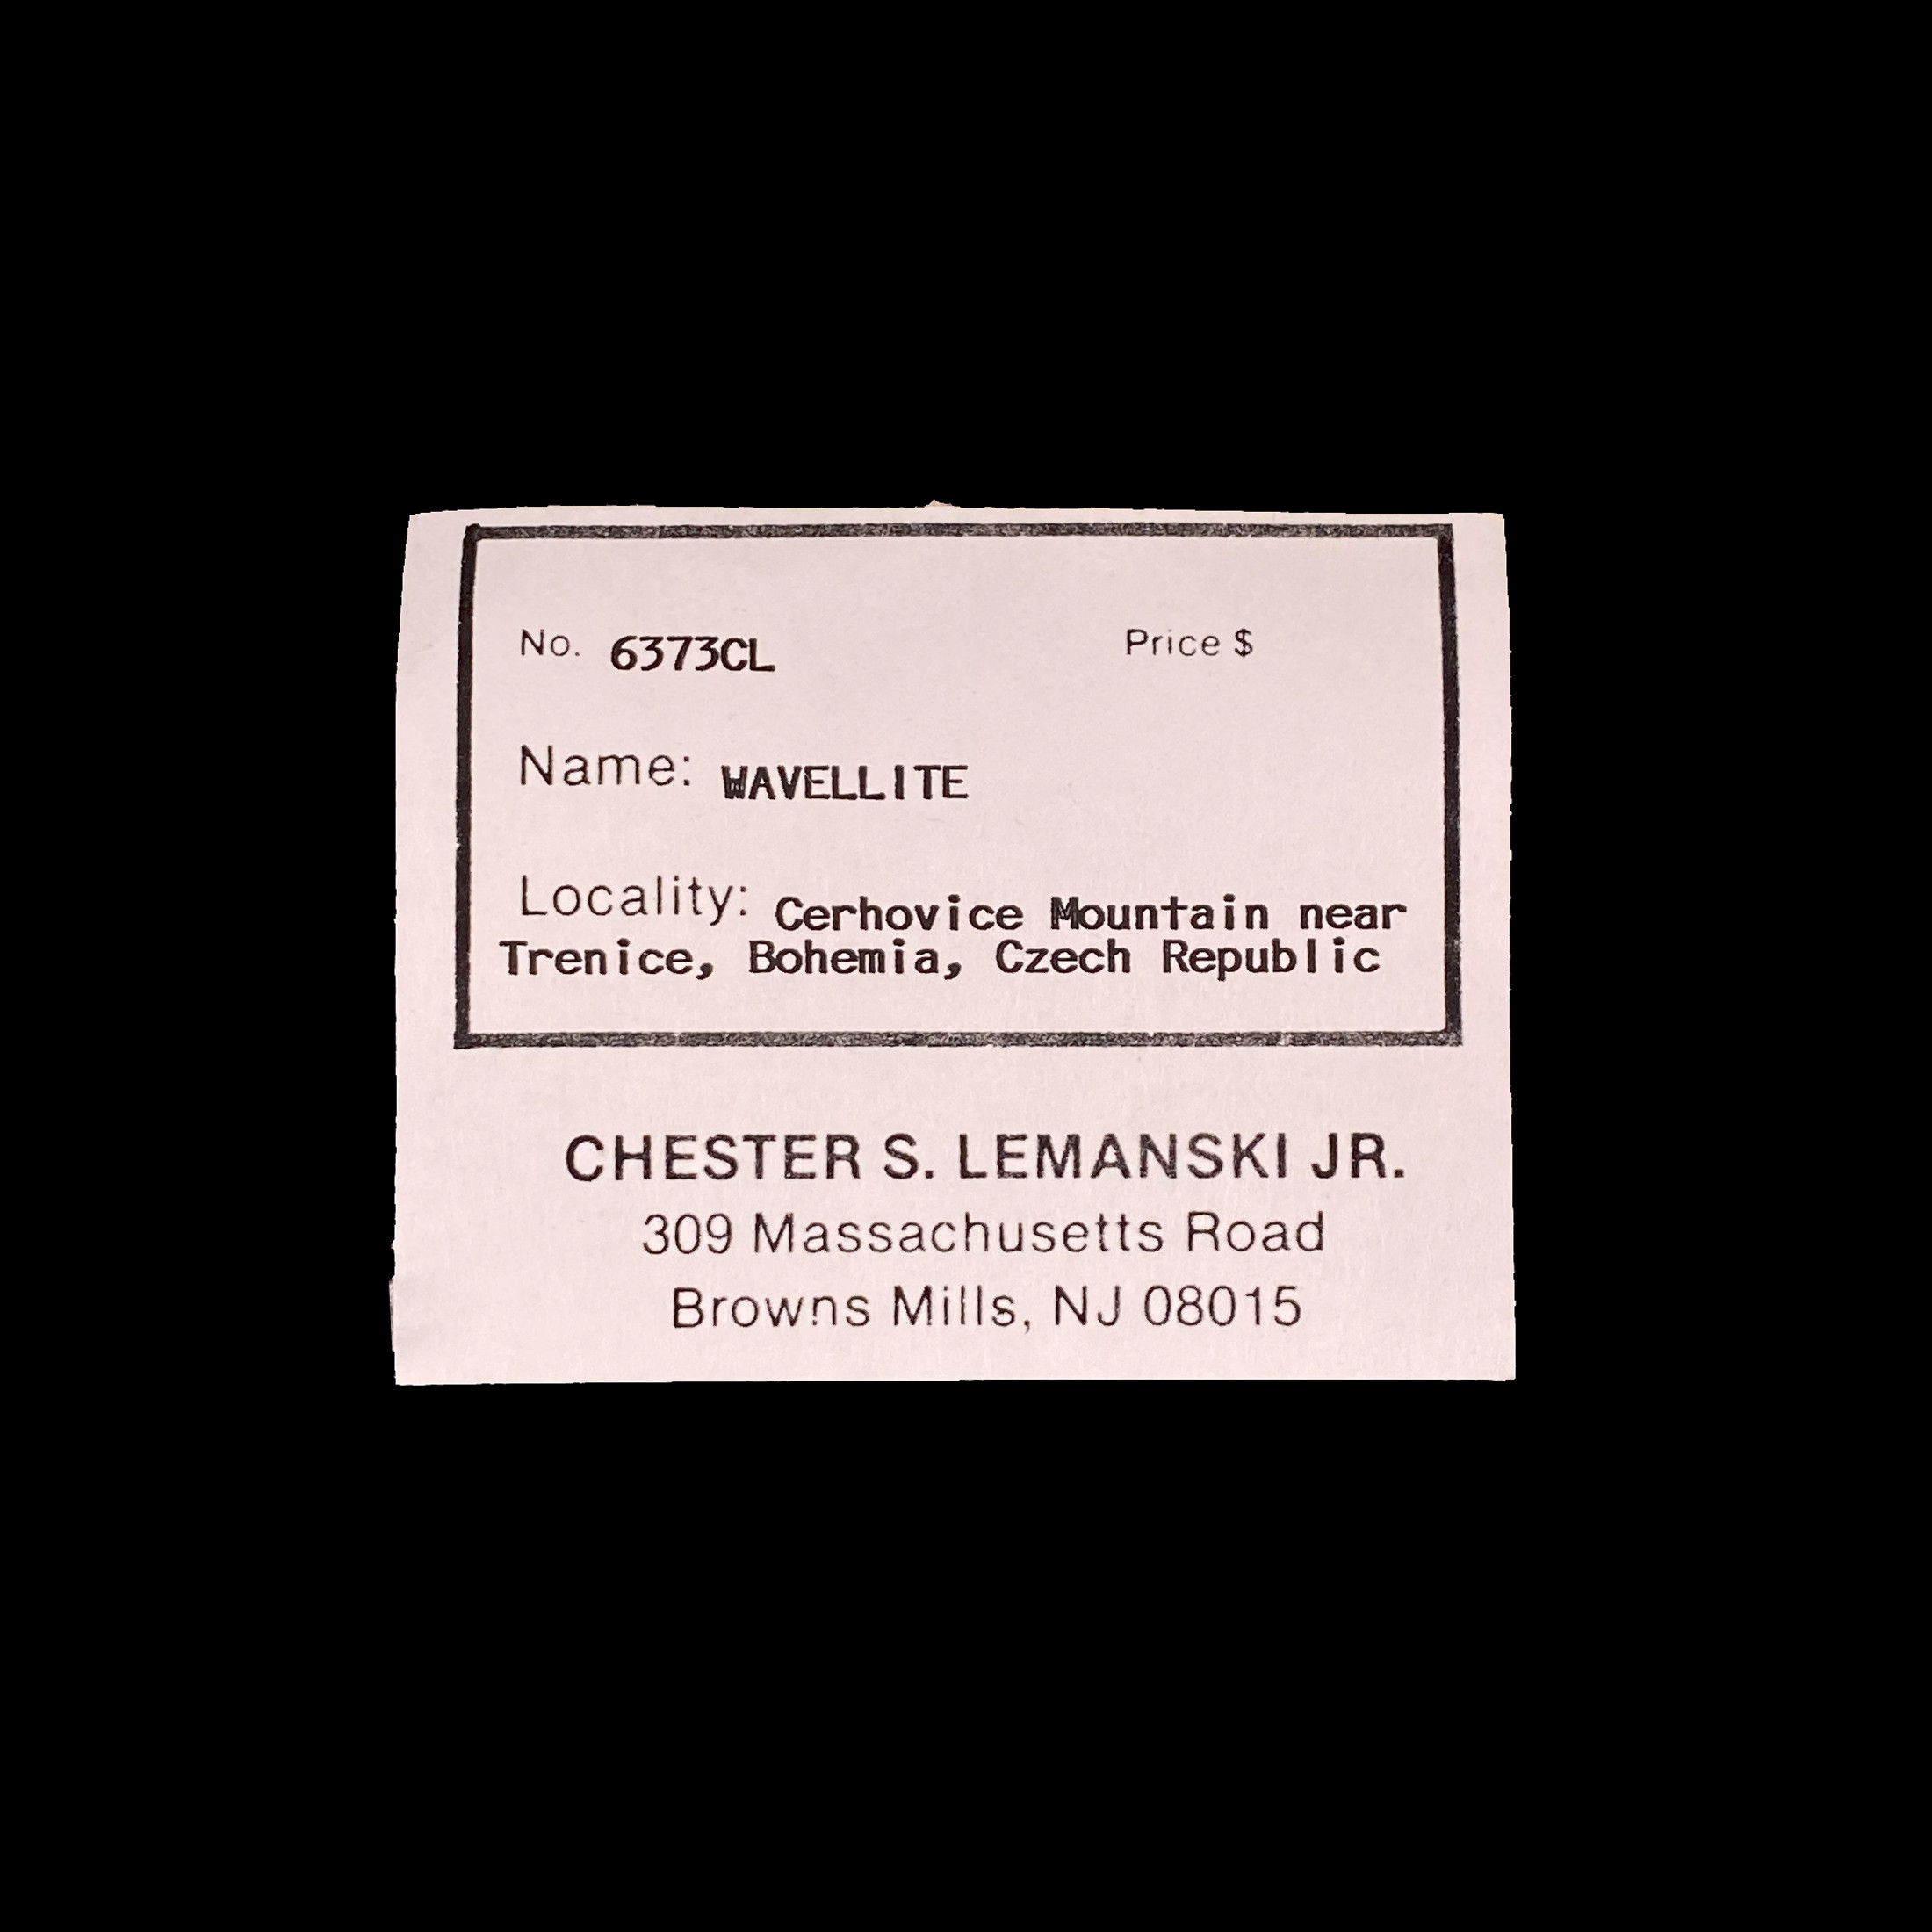 No. 6373CL Price $
Name: WAVELLITE
Locality: Cerhovice Mountain near
Trenice, Bohemia, Czech Republic
CHESTER S. LEMANSKI JR.
309 Massachusetts Road
Browns Mills, NJ 08015